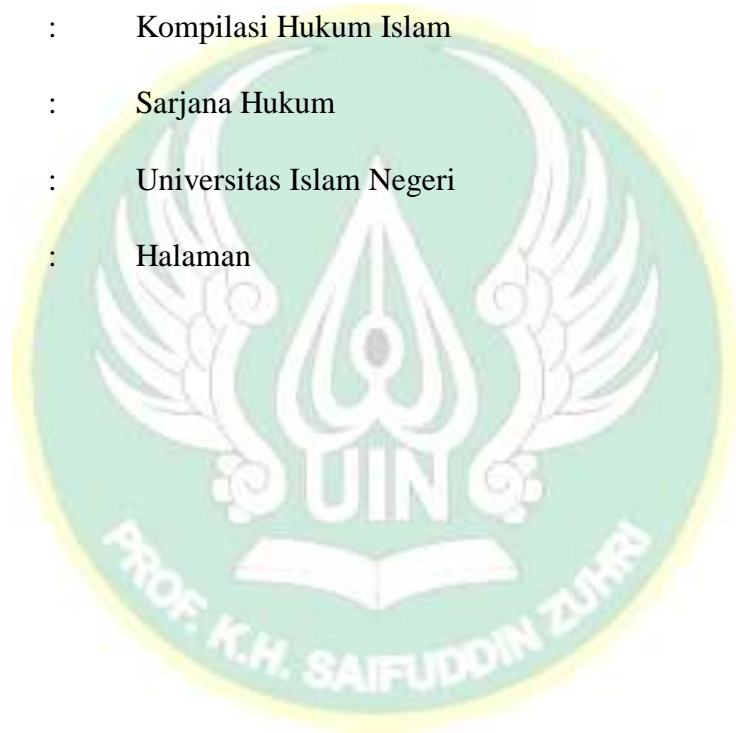 : Kompilasi Hukum Islam
: Sarjana Hukum
: Universitas Islam Negeri
: Halaman
UIN
PROF. K.H. SAIFUDDIN ZUHRI